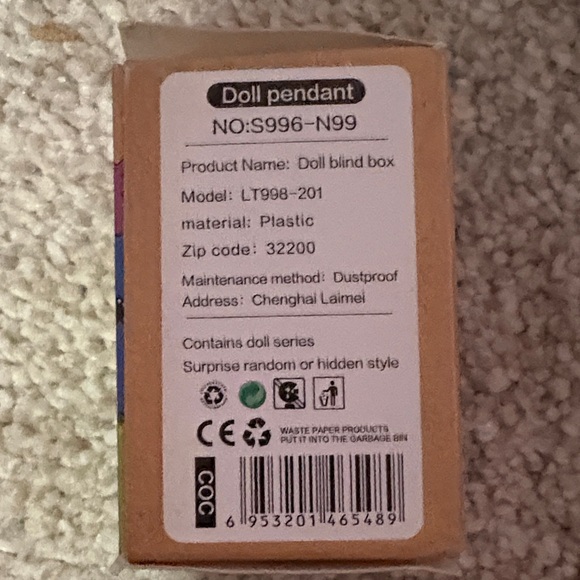 Doll pendant
NO:S996-N99
Product Name: Doll blind box
Model: LT998-201
material: Plastic
Zip code: 32200
Maintenance method: Dustproof
Address: Chenghai Laimei
Contains doll series
Surprise random or hidden style
CE
WASTE PAPER PRODUCTS
PUT IT INTO THE GARBAGE BIN
COC
6 953201 465489